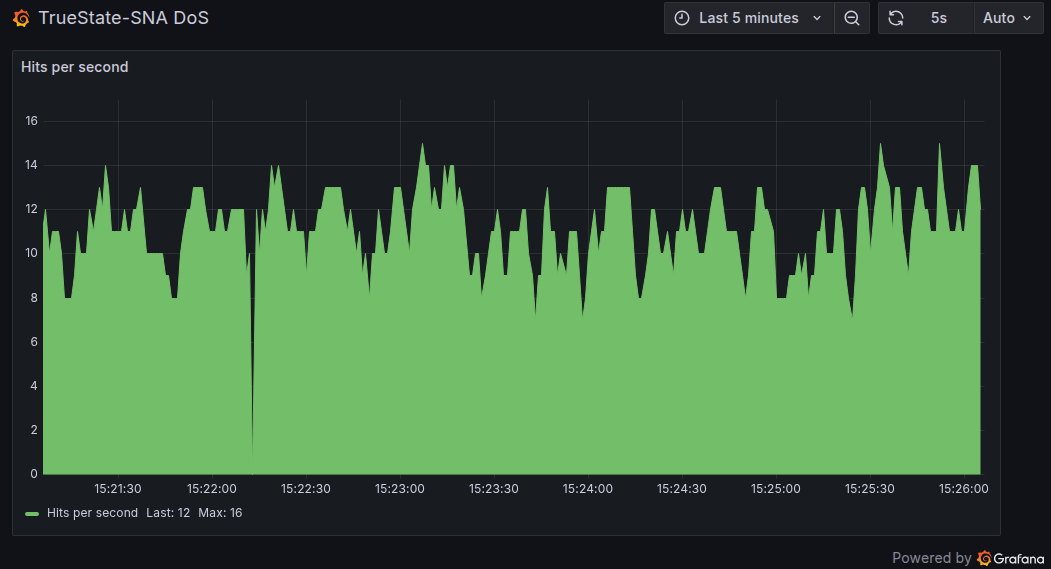 TrueState-SNA DoS Last 5 minutes 5s Auto
Hits per second
16
14
12
10
8
6
4
2
0
15:21:30 15:22:00 15:22:30 15:23:00 15:23:30 15:24:00 15:24:30 15:25:00 15:25:30 15:26:00
Hits per second Last: 12 Max: 16
Powered by Grafana